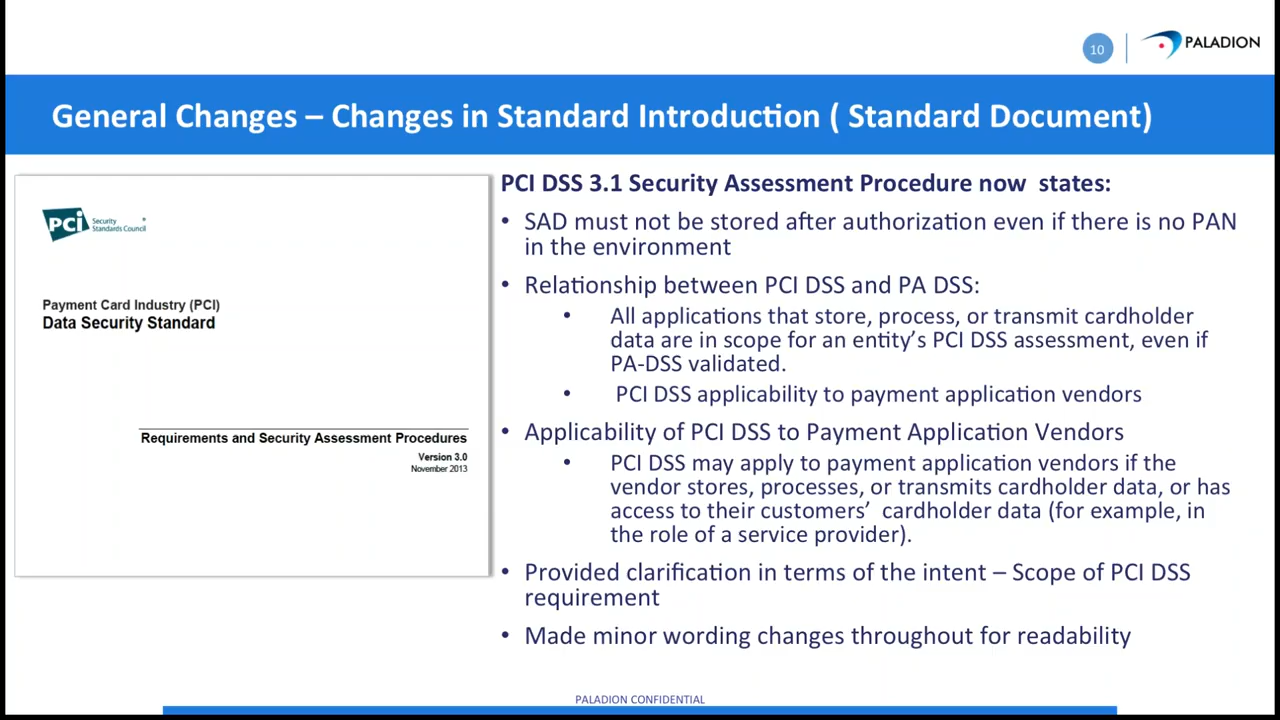 10
PALADION
General Changes – Changes in Standard Introduction ( Standard Document)
PCi Security
Standards Council
Payment Card Industry (PCI)
Data Security Standard
Requirements and Security Assessment Procedures
Version 3.0
November 2013
PCI DSS 3.1 Security Assessment Procedure now states:
• SAD must not be stored after authorization even if there is no PAN
in the environment
• Relationship between PCI DSS and PA DSS:
• All applications that store, process, or transmit cardholder
data are in scope for an entity’s PCI DSS assessment, even if
PA-DSS validated.
• PCI DSS applicability to payment application vendors
• Applicability of PCI DSS to Payment Application Vendors
• PCI DSS may apply to payment application vendors if the
vendor stores, processes, or transmits cardholder data, or has
access to their customers’ cardholder data (for example, in
the role of a service provider).
• Provided clarification in terms of the intent – Scope of PCI DSS
requirement
• Made minor wording changes throughout for readability
PALADION CONFIDENTIAL